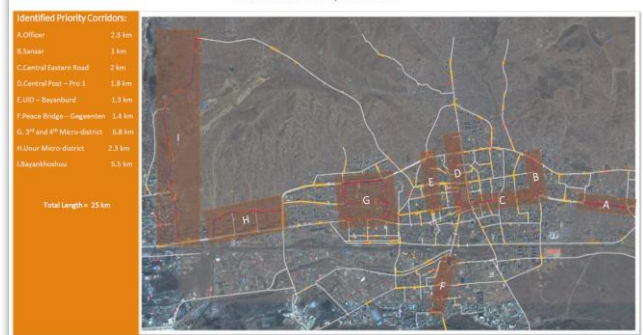 Identified Priority Corridors:
A.Officer 2.5 km
B.Sansar 1 km
C.Central Eastern Road 2 km
D.Central Post – Pro 1 1.8 km
E.UID – Bayanburd 1.3 km
F.Peace Bridge – Gegeenten 1.4 km
G. 3rd and 4th Micro-district 6.8 km
H.Unur Micro-district 2.3 km
I.Bayankhoshuu 5.5 km
Total Length = 25 km
I
H
G
E
D
C
B
A
F